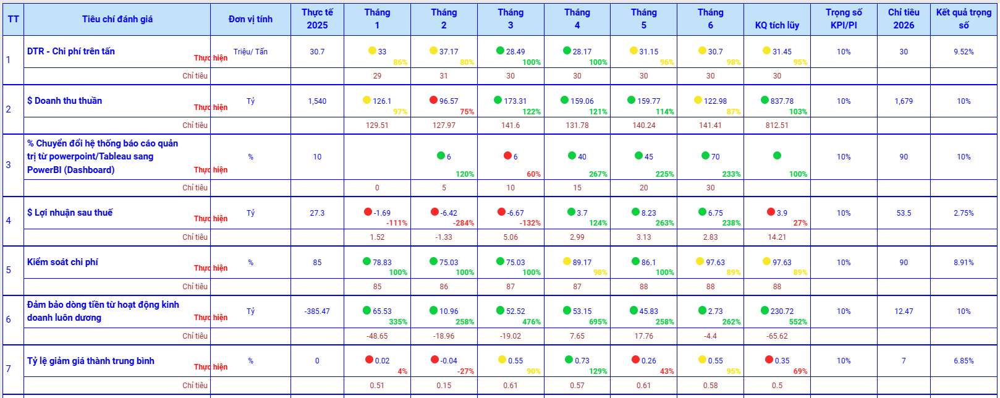 TT Tiêu chí đánh giá Đơn vị tính Thực tế 2025 Tháng 1 Tháng 2 Tháng 3 Tháng 4 Tháng 5 Tháng 6 KQ tích lũy Trọng số KPI/PI Chỉ tiêu 2026 Kết quả trọng số
1 DTR - Chi phí trên tấn Thực hiện Triệu/ Tấn 30.7 33 86% 37.17 80% 28.49 100% 28.17 100% 31.15 96% 30.7 98% 31.45 95% 10% 30 9.52%
Chỉ tiêu 29 31 30 30 30 30 30
2 $ Doanh thu thuần Thực hiện Tỷ 1,540 126.1 97% 96.57 75% 173.31 122% 159.06 121% 159.77 114% 122.98 87% 837.78 103% 10% 1,679 10%
Chỉ tiêu 129.51 127.97 141.6 131.78 140.24 141.41 812.51
3 % Chuyển đổi hệ thống báo cáo quản trị từ powerpoint/Tableau sang PowerBI (Dashboard) Thực hiện % 10 6 120% 6 60% 40 267% 45 225% 70 233% 100% 10% 90 10%
Chỉ tiêu 0 5 10 15 20 30
4 $ Lợi nhuận sau thuế Thực hiện Tỷ 27.3 -1.69 -111% -6.42 -284% -6.67 -132% 3.7 124% 8.23 263% 6.75 238% 3.9 27% 10% 53.5 2.75%
Chỉ tiêu 1.52 -1.33 5.06 2.99 3.13 2.83 14.21
5 Kiểm soát chi phí Thực hiện % 85 78.83 100% 75.03 100% 75.03 100% 89.17 98% 86.1 100% 97.63 89% 97.63 89% 10% 90 8.91%
Chỉ tiêu 85 86 87 87 88 88 88
6 Đảm bảo dòng tiền từ hoạt động kinh doanh luôn dương Thực hiện Tỷ -385.47 65.53 335% 10.96 258% 52.52 476% 53.15 695% 45.83 258% 2.73 262% 230.72 552% 10% 12.47 10%
Chỉ tiêu -48.65 -18.96 -19.02 7.65 17.76 -4.4 -65.62
7 Tỷ lệ giảm giá thành trung bình Thực hiện % 0 0.02 4% -0.04 -27% 0.55 90% 0.73 129% 0.26 43% 0.55 95% 0.35 69% 10% 7 6.85%
Chỉ tiêu 0.51 0.15 0.61 0.57 0.61 0.58 0.5